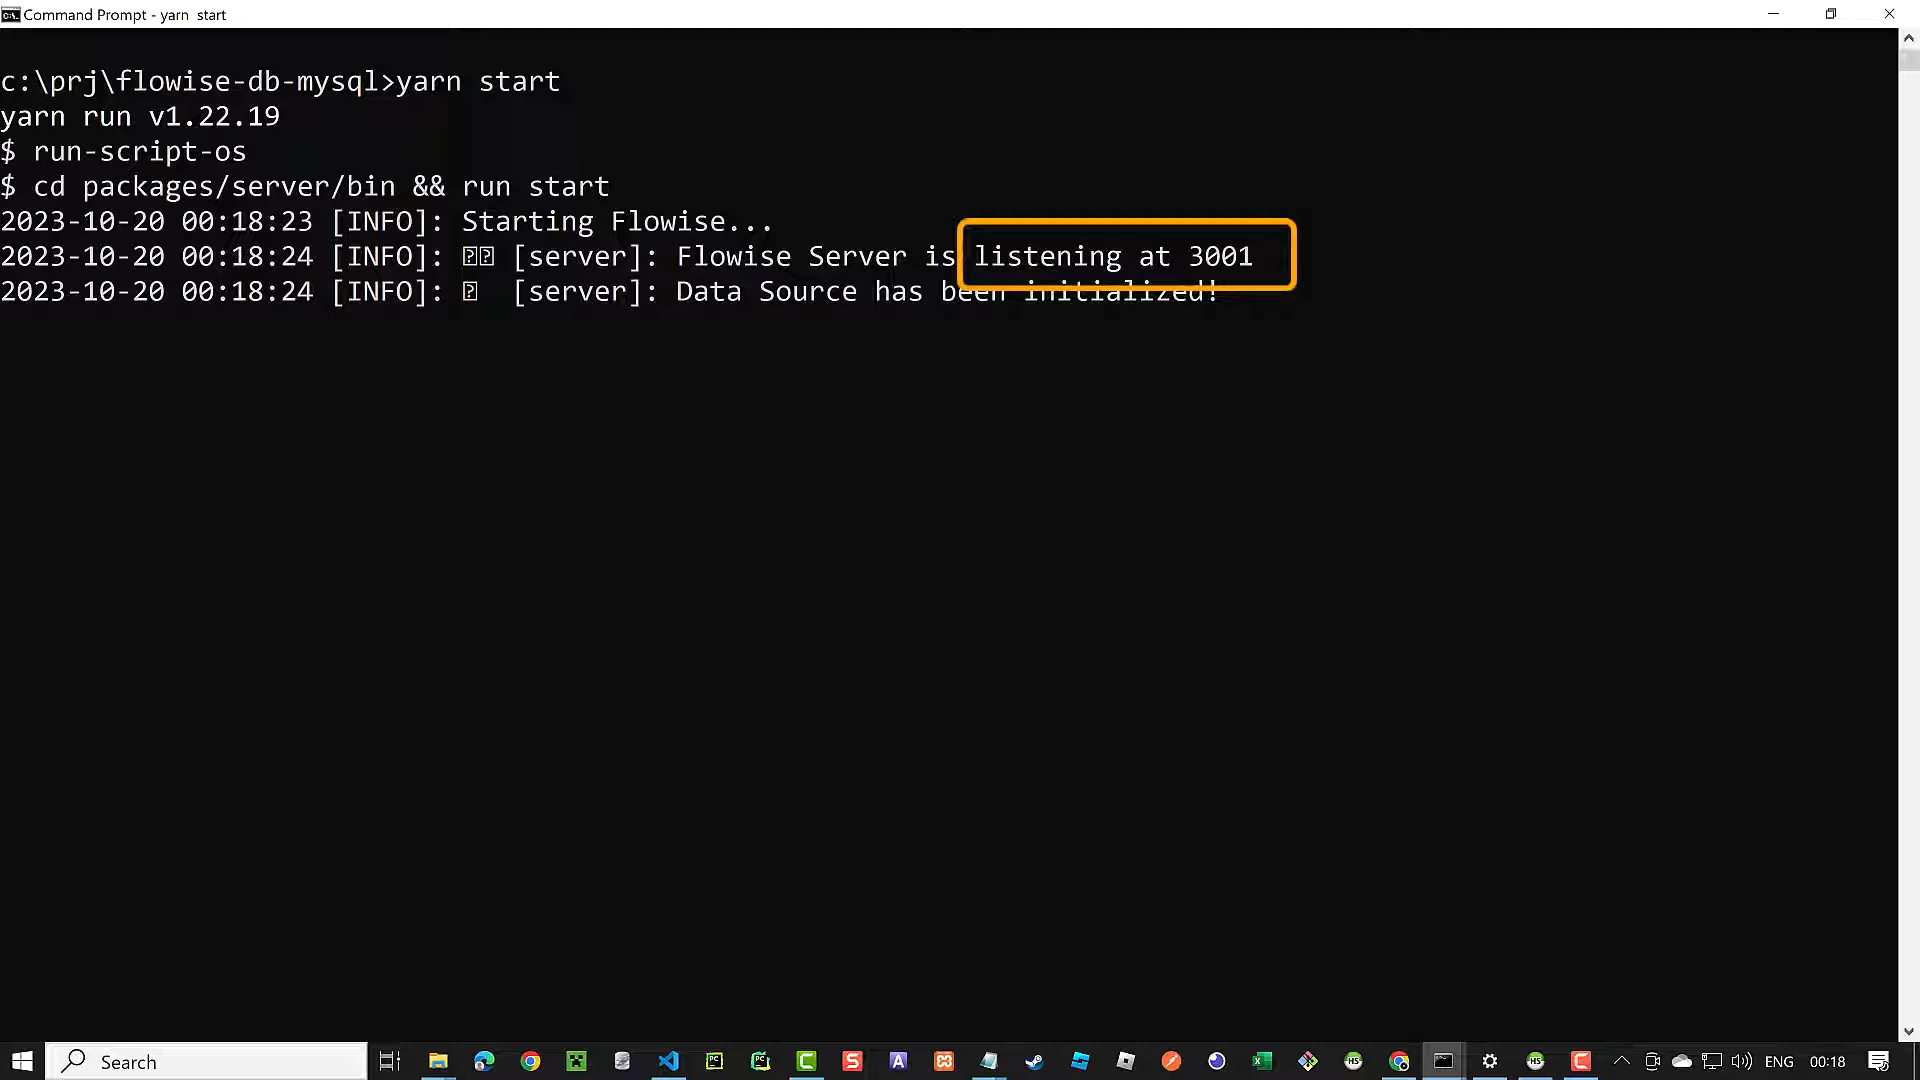 Command Prompt - yarn  start
c:\prj\flowise-db-mysql>yarn start
yarn run v1.22.19
$ run-script-os
$ cd packages/server/bin && run start
2023-10-20 00:18:23 [INFO]: Starting Flowise...
2023-10-20 00:18:24 [INFO]: ⍰⍰ [server]: Flowise Server is listening at 3001
2023-10-20 00:18:24 [INFO]: ⍰  [server]: Data Source has been initialized!
Search
ENG
00:18